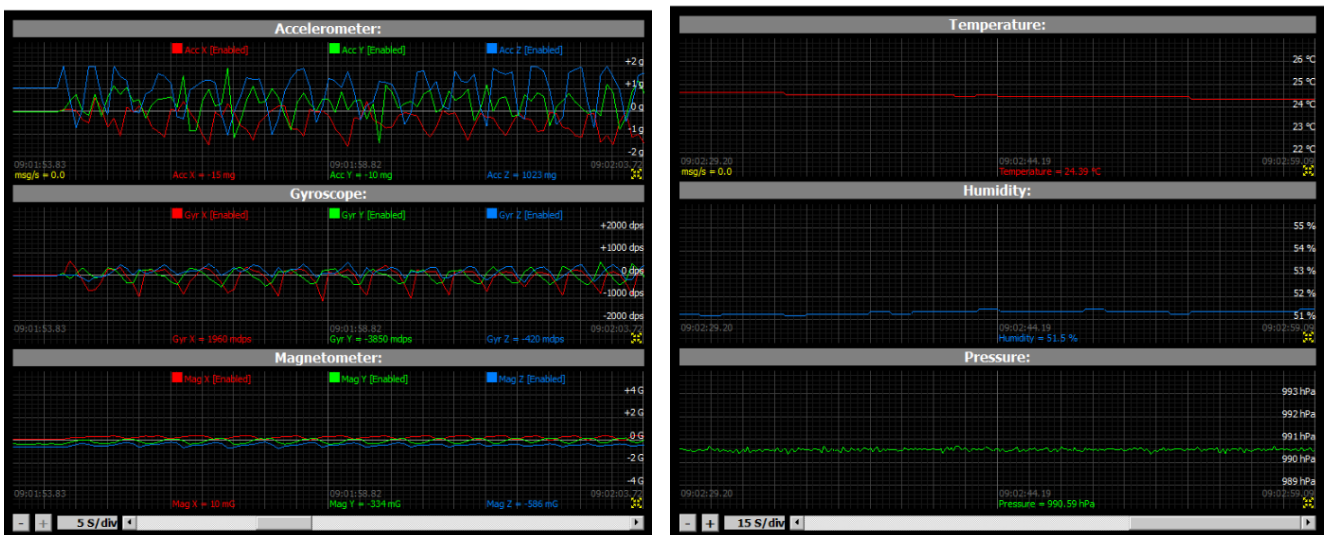 Accelerometer:
Acc X [Enabled] Acc Y [Enabled] Acc Z [Enabled]
+2 g
+1 g
0 g
-1 g
-2 g
09:01:53.83 09:01:58.82 09:02:03.72
msg/s = 0.0 Acc X = -15 mg Acc Y = -10 mg Acc Z = 1023 mg
Gyroscope:
Gyr X [Enabled] Gyr Y [Enabled] Gyr Z [Enabled]
+2000 dps
+1000 dps
0 dps
-1000 dps
-2000 dps
09:01:53.83 09:01:58.82 09:02:03.72
Gyr X = 1960 mdps Gyr Y = -3850 mdps Gyr Z = -420 mdps
Magnetometer:
Mag X [Enabled] Mag Y [Enabled] Mag Z [Enabled]
+4 G
+2 G
0 G
-2 G
-4 G
09:01:53.83 09:01:58.82 09:02:03.72
Mag X = 10 mG Mag Y = -334 mG Mag Z = -586 mG
- + 5 S/div
Temperature:
26 °C
25 °C
24 °C
23 °C
22 °C
09:02:29.20 09:02:44.19 09:02:59.09
msg/s = 0.0 Temperature = 24.39 °C
Humidity:
55 %
54 %
53 %
52 %
51 %
09:02:29.20 09:02:44.19 09:02:59.09
Humidity = 51.5 %
Pressure:
993 hPa
992 hPa
991 hPa
990 hPa
989 hPa
09:02:29.20 09:02:44.19 09:02:59.09
Pressure = 990.59 hPa
- + 15 S/div